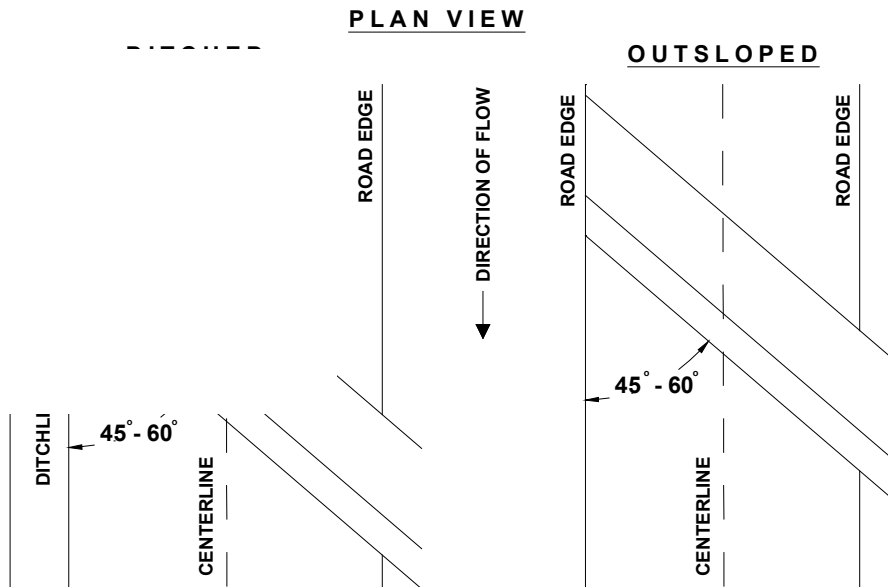 PLAN VIEW
OUTSLOPED
ROAD EDGE
DIRECTION OF FLOW
ROAD EDGE
ROAD EDGE
45° - 60°
45° - 60°
CENTERLINE
CENTERLINE